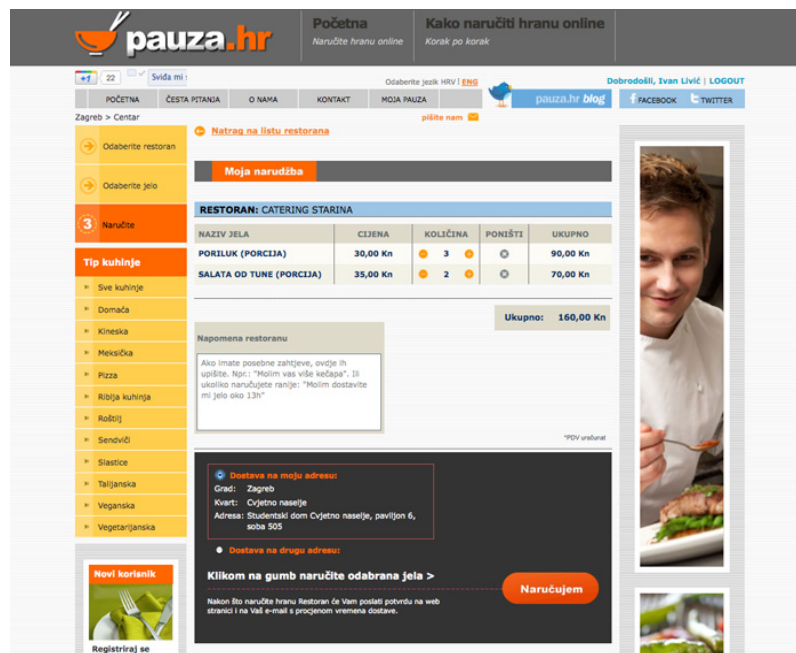 pauza.hr
Početna
Naručite hranu online
Kako naručiti hranu online
Korak po korak
+1
22
Sviđa mi
Odaberite jezik HRV | ENG
Dobrodošli, Ivan Livić | LOGOUT
POČETNA
ČESTA PITANJA
O NAMA
KONTAKT
MOJA PAUZA
pauza.hr blog
FACEBOOK
TWITTER
Zagreb > Centar
pišite nam
Natrag na listu restorana
Odaberite restoran
Odaberite jelo
3 Naručite
Moja narudžba
RESTORAN: CATERING STARINA
NAZIV JELA CIJENA KOLIČINA PONIŠTI UKUPNO
PORILUK (PORCIJA) 30,00 Kn 3 90,00 Kn
SALATA OD TUNE (PORCIJA) 35,00 Kn 2 70,00 Kn
Ukupno: 160,00 Kn
Tip kuhinje
Sve kuhinje
Domaća
Kineska
Meksička
Pizza
Riblja kuhinja
Roštilj
Sendviči
Slastice
Talijanska
Veganska
Vegetarijanska
Napomena restoranu
Ako imate posebne zahtjeve, ovdje ih
upišite. Npr.: "Molim vas više kečapa". Ili
ukoliko naručujete ranije: "Molim dostavite
mi jelo oko 13h"
*PDV uračunat
Dostava na moju adresu:
Grad: Zagreb
Kvart: Cvjetno naselje
Adresa: Studentski dom Cvjetno naselje, paviljon 6,
soba 505
Dostava na drugu adresu:
Klikom na gumb naručite odabrana jela >
Naručujem
Nakon što naručite hranu Restoran će Vam poslati potvrdu na web
stranici i na Vaš e-mail s procjenom vremena dostave.
Novi korisnik
Registriraj se